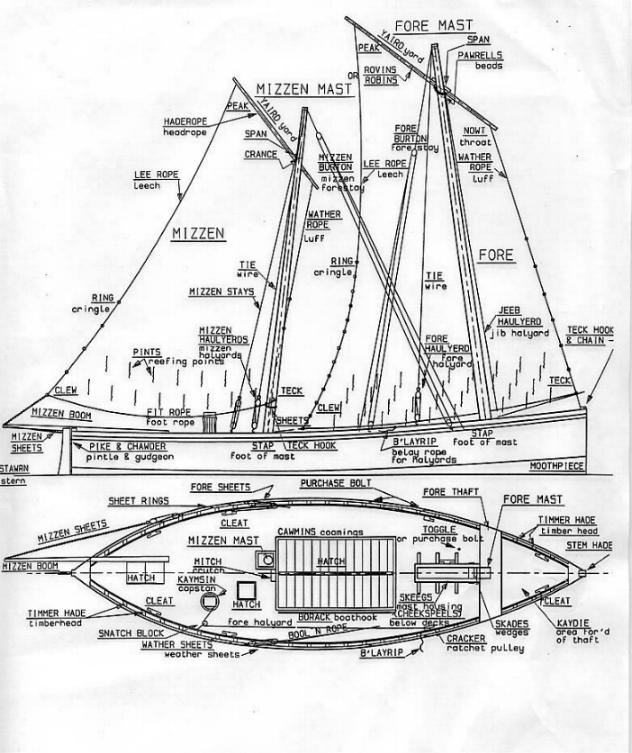 FORE MAST
PEAK
YAIRD yard
SPAN
PAWRELLS
beads
ROVINS
OR ROBINS
MIZZEN MAST
PEAK
YAIRD yard
HADEROPE
headrope
SPAN
CRANCE
FORE
BURTON
forestay
NOWT
throat
MIZZEN
BURTON
mizzen
forestay
LEE ROPE
leech
WATHER
ROPE
luff
LEE ROPE
leech
WATHER
ROPE
luff
MIZZEN
FORE
TIE
wire
RING
cringle
TIE
wire
MIZZEN STAYS
RING
cringle
JEEB
HAULYERD
jib halyard
TECK HOOK
& CHAIN -
MIZZEN
HAULYERDS
mizzen
halyards
FORE
HAULYERD
fore
halyard
PINTS
reefing points
CLEW
TECK
TECK
CLEW
MIZZEN BOOM
FIT ROPE
foot rope
SHEETS
MIZZEN
SHEETS
PIKE & CHAWDER
pintle & gudgeon
STAP
foot of mast
TECK HOOK
B'LAYRIP
belay rope
for halyards
STAP
foot of mast
STAWRN
stern
MOOTHPIECE
FORE SHEETS
PURCHASE BOLT
SHEET RINGS
FORE THAFT
FORE MAST
CLEAT
TOGGLE
or purchase bolt
TIMMER HADE
timber head
MIZZEN SHEETS
MIZZEN MAST
CAWMINS coamings
STEM HADE
MIZZEN BOOM
MITCH
crutch
HATCH
HATCH
KAYMSIN
capstan
SKEEGS
mast housing
CLEAT
HATCH
CLEAT
TIMMER HADE
timberhead
BORACK boathook
(CHEEKSPEELS)
below decks
SKADES
wedges
KAYDIE
area for'd
of thaft
SNATCH BLOCK
fore halyard
BOOL 'N ROPE
CRACKER
ratchet pulley
WATHER SHEETS
weather sheets
B'LAYRIP